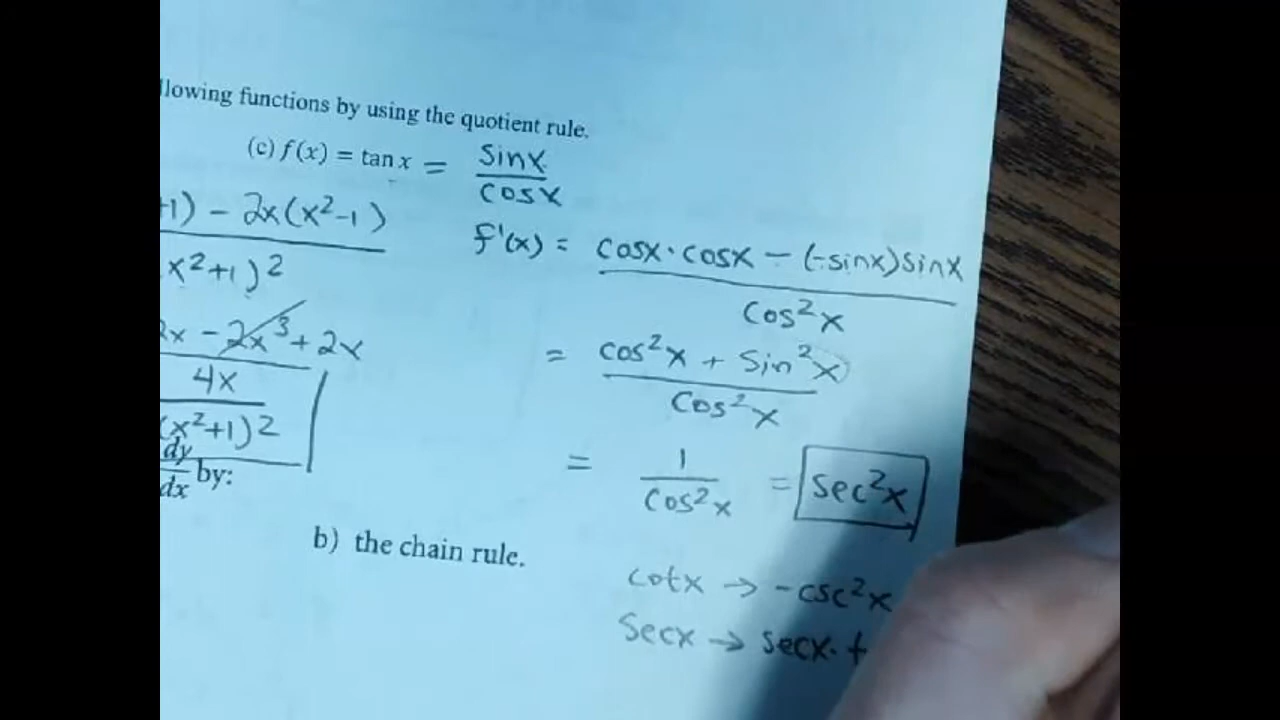 llowing functions by using the quotient rule.
(c) f(x) = tan x = sinx / cosx
+1) - 2x(x²-1)
x²+1)²
f'(x) = cosx·cosx - (-sinx)sinx
cos²x
2x - 2x³ + 2x
= cos²x + sin²x
cos²x
4x
(x²+1)²
= 1 / cos²x = sec²x
dy/dx by:
b) the chain rule.
cotx → -csc²x
secx → secx· t